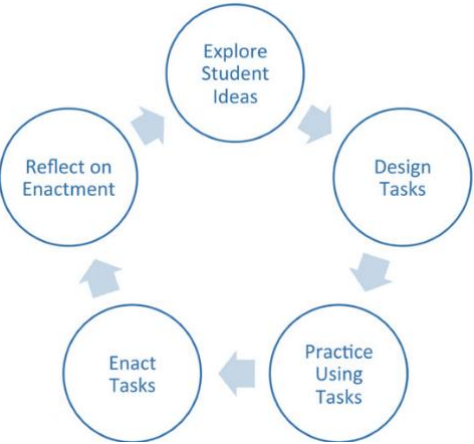 Explore
Student
Ideas
Design
Tasks
Practice
Using
Tasks
Enact
Tasks
Reflect on
Enactment